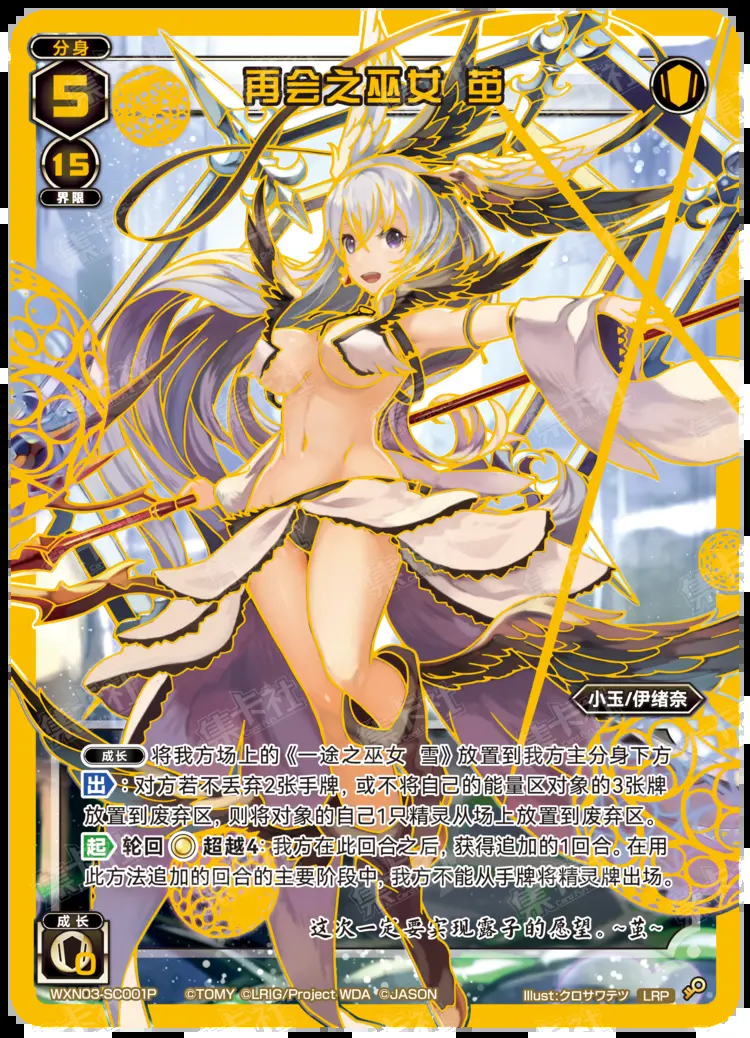 分身
5
再会之巫女 茧
15
界限
小玉/伊绪奈
成长 将我方场上的《一途之巫女 雪》放置到我方主分身下方
出：对方若不丢弃2张手牌，或不将自己的能量区对象的3张牌
放置到废弃区，则将对象的自己1只精灵从场上放置到废弃区。
起 轮回 超越4：我方在此回合之后，获得追加的1回合。在用
此方法追加的回合的主要阶段中，我方不能从手牌将精灵牌出场。
成长
0
这次一定要实现露子的愿望。~茧~
WXN03-SC001P ©TOMY ©LRIG/Project WDA ©JASON Illust:クロサワテツ LRP
集卡社